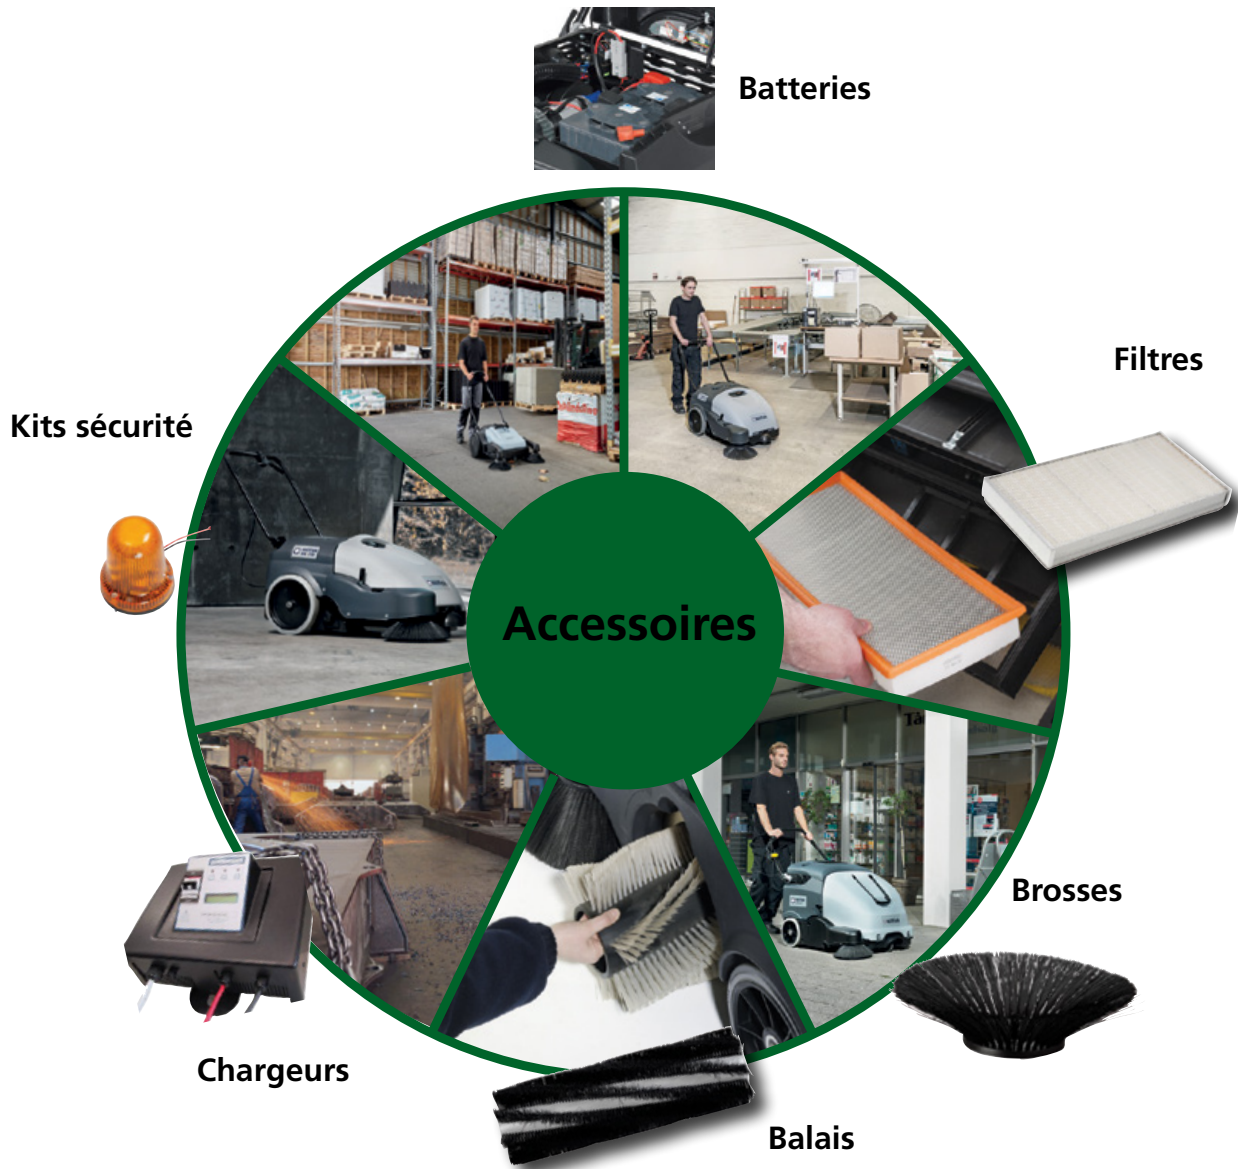 Batteries
Filtres
Kits sécurité
Accessoires
Brosses
Chargeurs
Balais